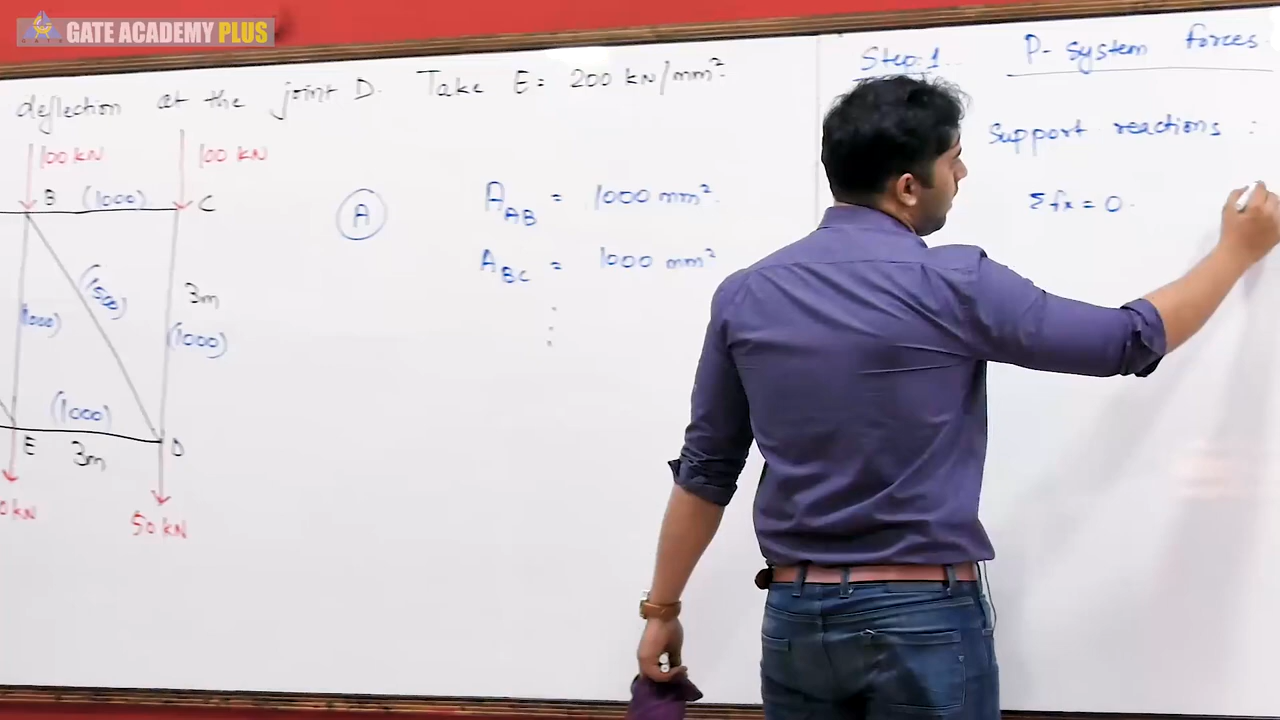 GATE ACADEMY PLUS
deflection at the joint D. Take E = 200 kN/mm².
100 kN
100 kN
B (1000) C
(1000)
(500)
3m
(1000)
(1000)
E 3m D
0 kN
50 kN
A
A_AB = 1000 mm².
A_BC = 1000 mm²
Step: 1 P- system forces
Support reactions :
Σfx = 0.